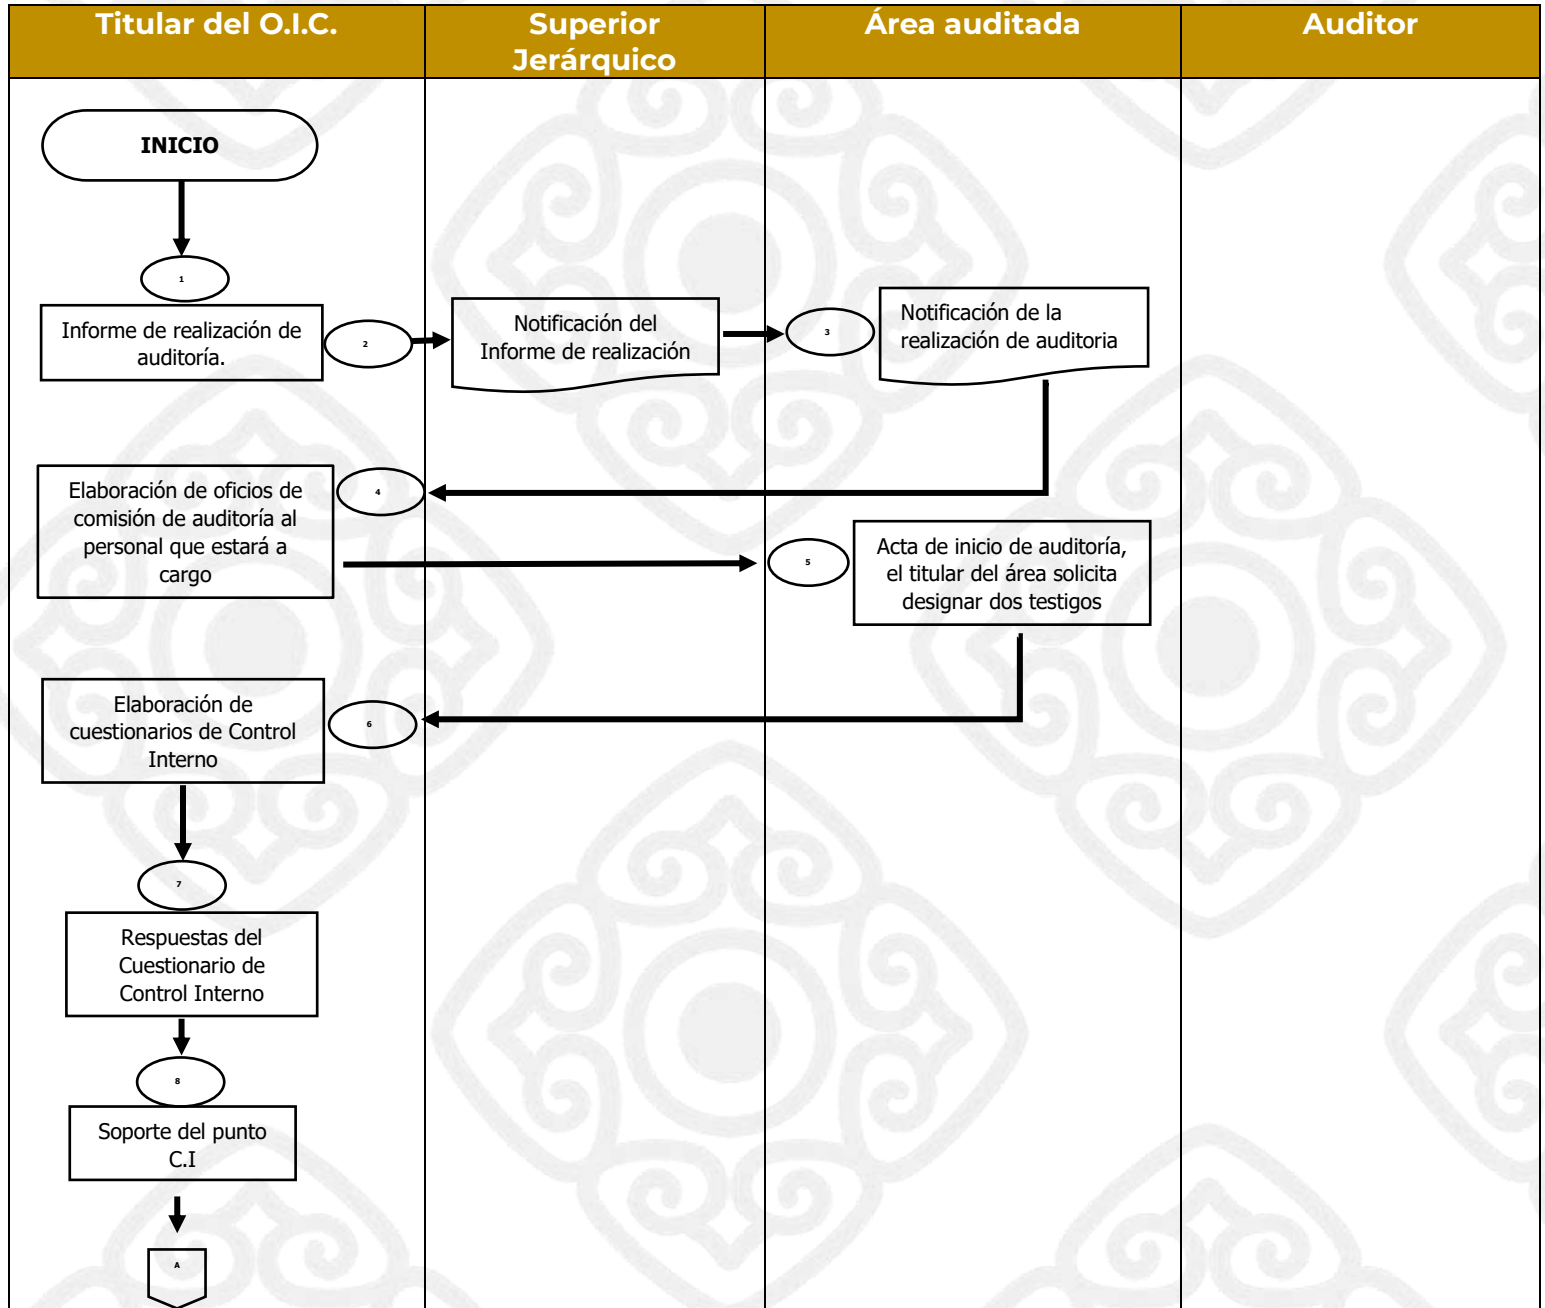 Titular del O.I.C.
Superior
Jerárquico
Área auditada
Auditor
INICIO
1
Informe de realización de
auditoría.
2
Notificación del
Informe de realización
3
Notificación de la
realización de auditoria
Elaboración de oficios de
comisión de auditoría al
personal que estará a
cargo
4
5
Acta de inicio de auditoría,
el titular del área solicita
designar dos testigos
Elaboración de
cuestionarios de Control
Interno
6
7
Respuestas del
Cuestionario de
Control Interno
8
Soporte del punto
C.I
A